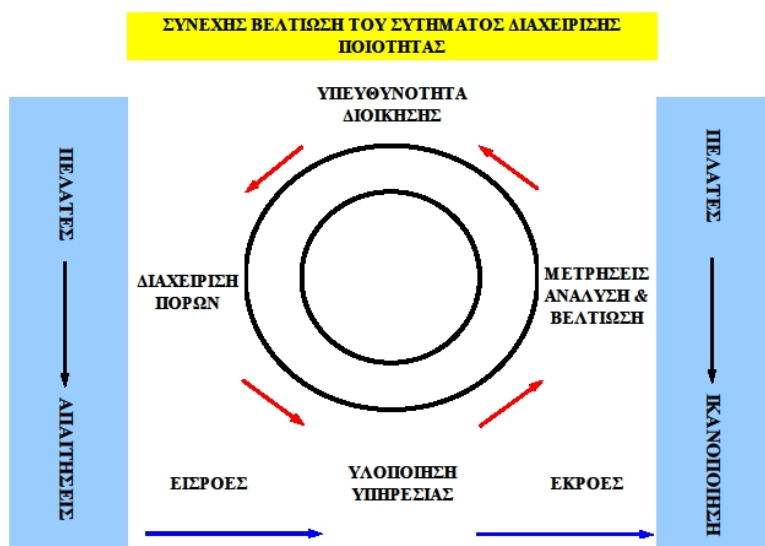 ΣΥΝΕΧΗΣ ΒΕΛΤΙΩΣΗ ΤΟΥ ΣΥΤΗΜΑΤΟΣ ΔΙΑΧΕΙΡΙΣΗΣ
ΠΟΙΟΤΗΤΑΣ
ΥΠΕΥΘΥΝΟΤΗΤΑ
ΔΙΟΙΚΗΣΗΣ
ΠΕΛΑΤΕΣ
ΠΕΛΑΤΕΣ
ΔΙΑΧΕΙΡΙΣΗ
ΠΟΡΩΝ
ΜΕΤΡΗΣΕΙΣ
ΑΝΑΛΥΣΗ &
ΒΕΛΤΙΩΣΗ
ΑΠΑΙΤΗΣΕΙΣ
ΙΚΑΝΟΠΟΙΗΣΗ
ΕΙΣΡΟΕΣ
ΥΛΟΠΟΙΗΣΗ
ΥΠΗΡΕΣΙΑΣ
ΕΚΡΟΕΣ